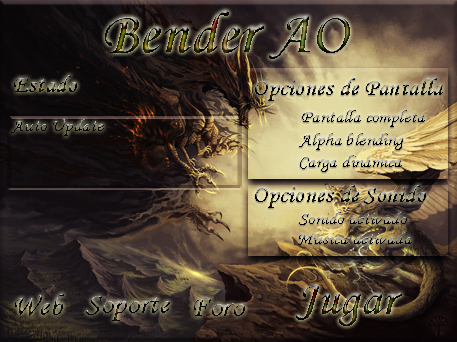 Bender AO
Estado
Opciones de Pantalla
Pantalla completa
Auto Update
Alpha blending
Carga dinámica
Opciones de Sonido
Sonido activado
Música activada
Web Soporte Foro
Jugar